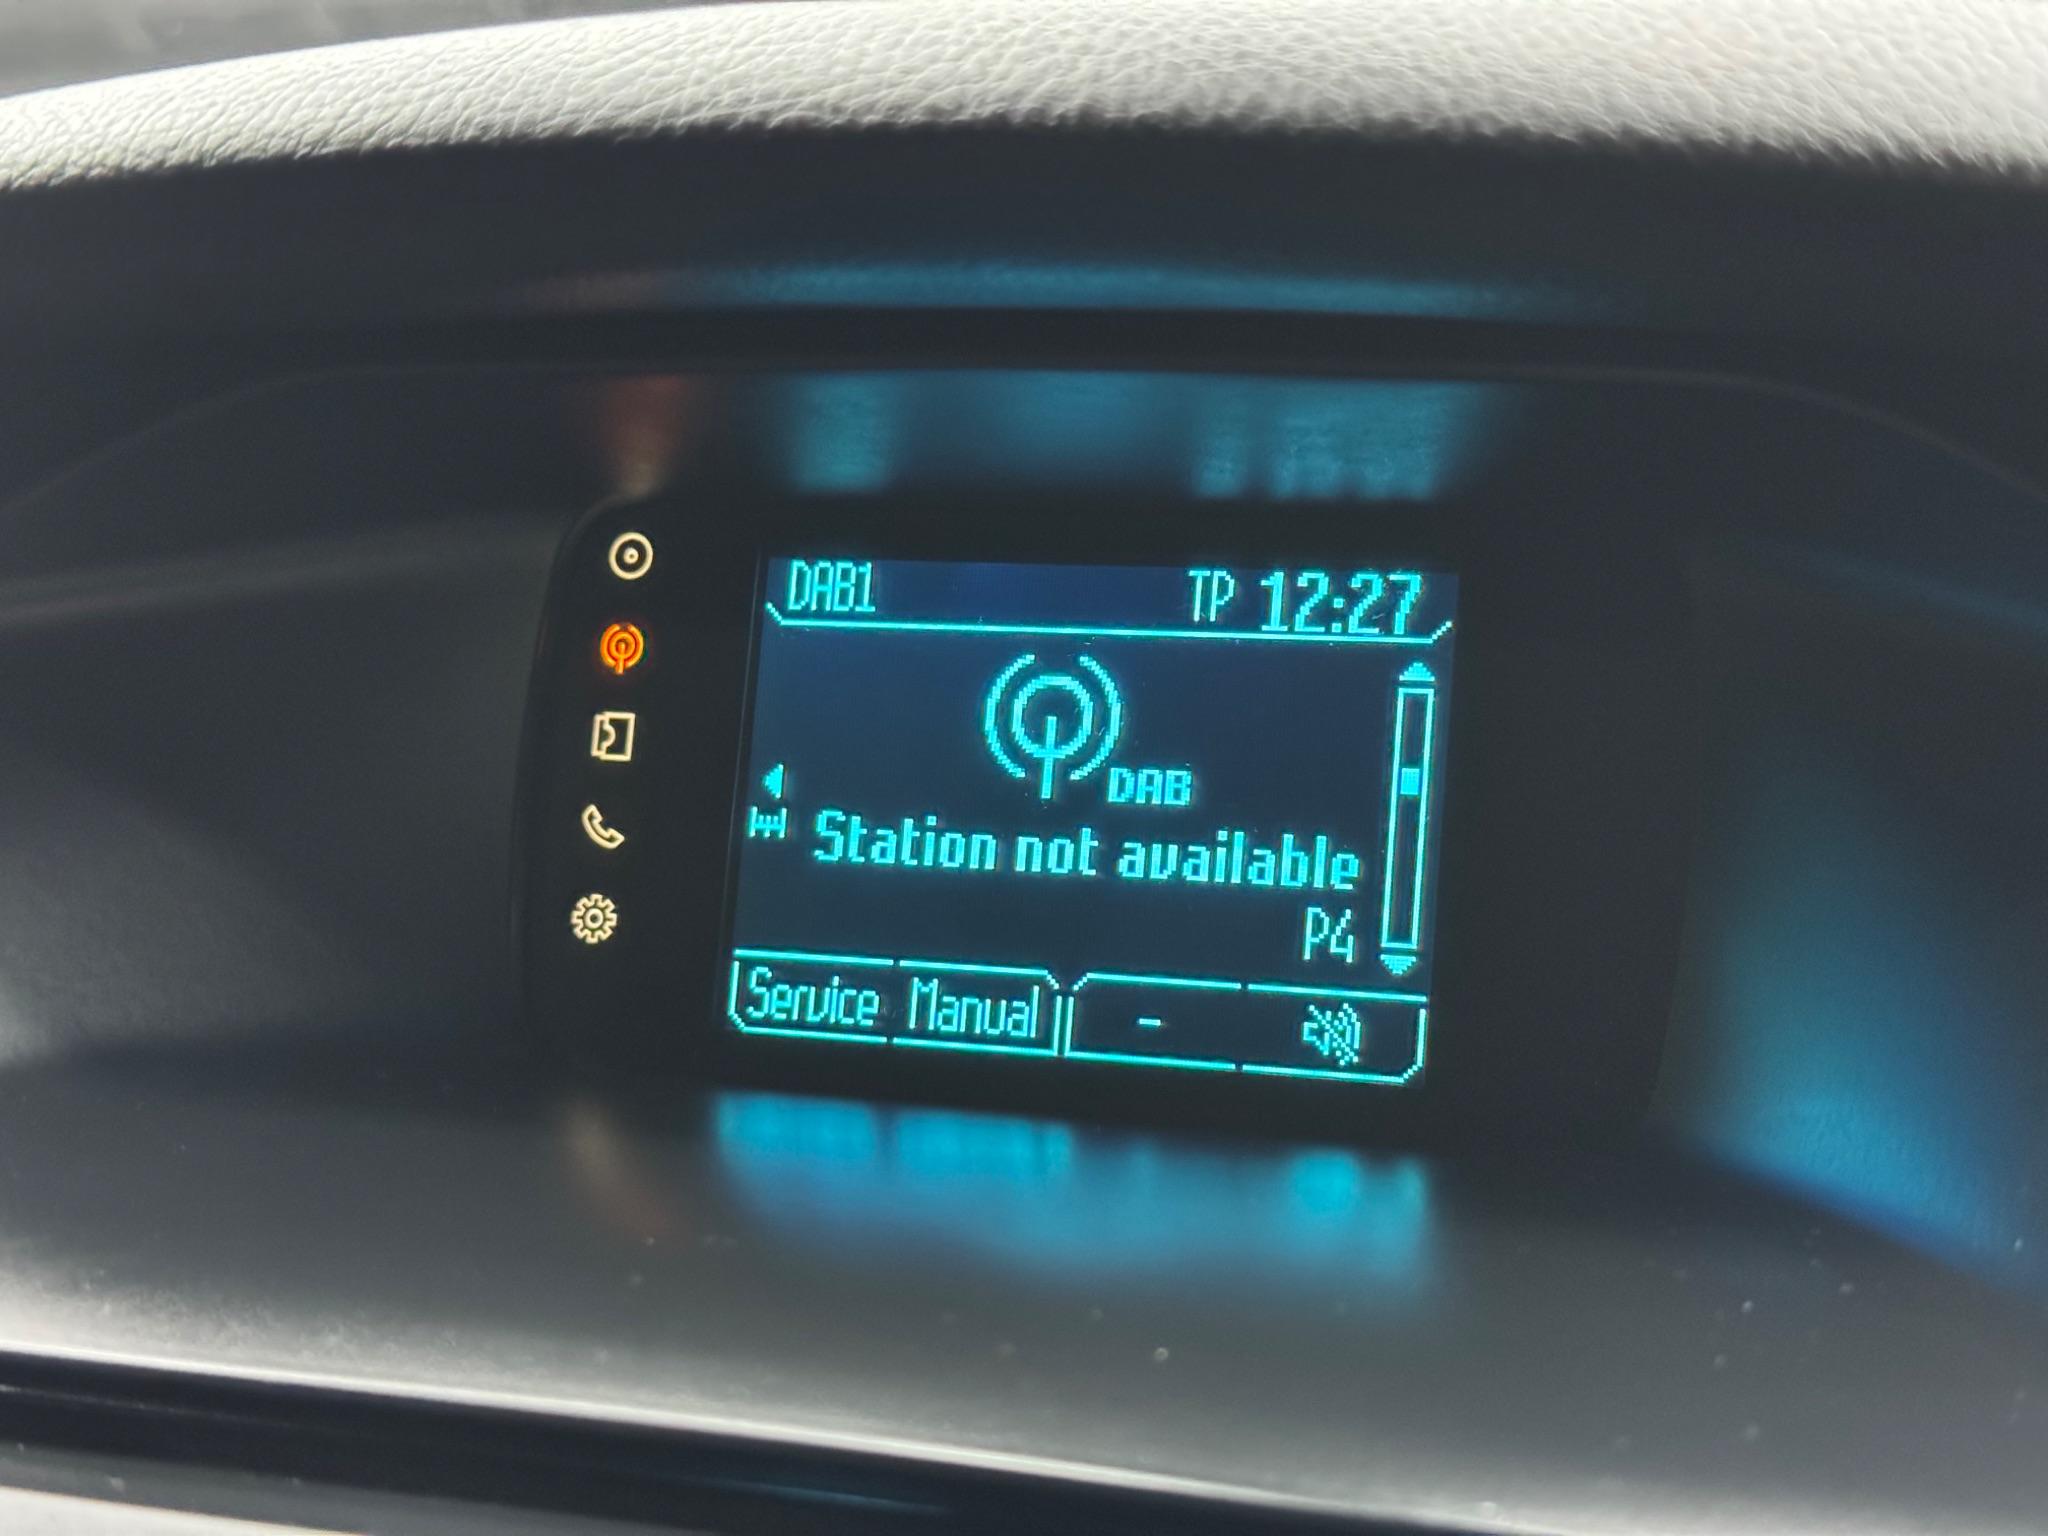 DAB1 TP 12:27
DAB
Station not available
P4
Service Manual -